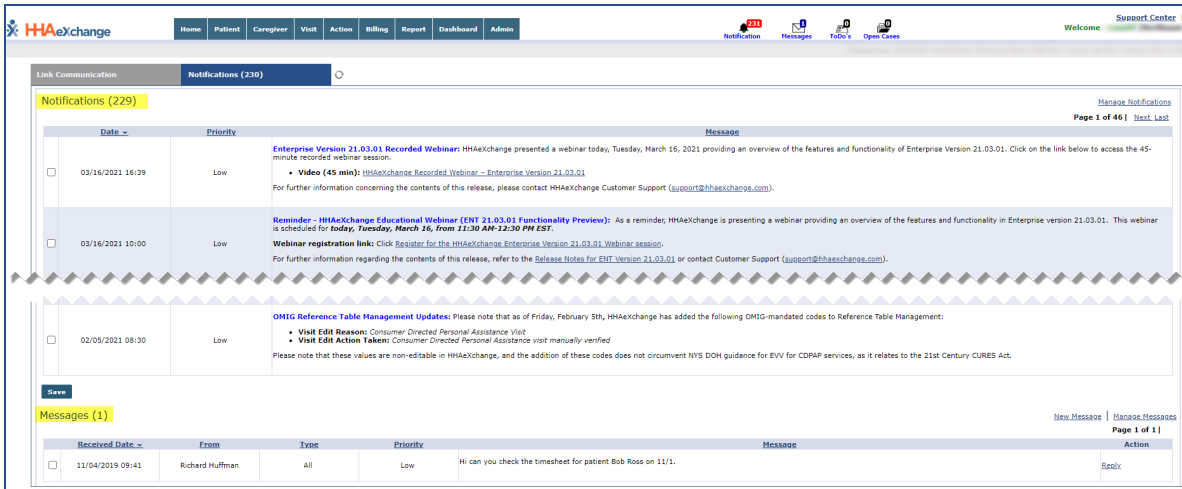 Support Center
HHAeXchange
Home Patient Caregiver Visit Action Billing Report Dashboard Admin
231 1 0 0
Notification Messages ToDo's Open Cases
Welcome
Link Communication Notifications (230)
Notifications (229)
Manage Notifications
Page 1 of 46 | Next Last
Date Priority Message
Enterprise Version 21.03.01 Recorded Webinar: HHAeXchange presented a webinar today, Tuesday, March 16, 2021 providing an overview of the features and functionality of Enterprise Version 21.03.01. Click on the link below to access the 45-
minute recorded webinar session.
03/16/2021 16:39 Low
• Video (45 min): HHAeXchange Recorded Webinar – Enterprise Version 21.03.01
For further information concerning the contents of this release, please contact HHAeXchange Customer Support (support@hhaexchange.com).
Reminder - HHAeXchange Educational Webinar (ENT 21.03.01 Functionality Preview): As a reminder, HHAeXchange is presenting a webinar providing an overview of the features and functionality in Enterprise version 21.03.01. This webinar
is scheduled for today, Tuesday, March 16, from 11:30 AM-12:30 PM EST.
03/16/2021 10:00 Low
Webinar registration link: Click Register for the HHAeXchange Enterprise Version 21.03.01 Webinar session.
For further information regarding the contents of this release, refer to the Release Notes for ENT Version 21.03.01 or contact Customer Support (support@hhaexchange.com).
OMIG Reference Table Management Updates: Please note that as of Friday, February 5th, HHAeXchange has added the following OMIG-mandated codes to Reference Table Management:
• Visit Edit Reason: Consumer Directed Personal Assistance Visit
02/05/2021 08:30 Low
• Visit Edit Action Taken: Consumer Directed Personal Assistance visit manually verified
Please note that these values are non-editable in HHAeXchange, and the addition of these codes does not circumvent NYS DOH guidance for EVV for CDPAP services, as it relates to the 21st Century CURES Act.
Save
Messages (1)
New Message | Manage Messages
Page 1 of 1 |
Received Date From Type Priority Message Action
11/04/2019 09:41 Richard Huffman All Low Hi can you check the timesheet for patient Bob Ross on 11/1. Reply